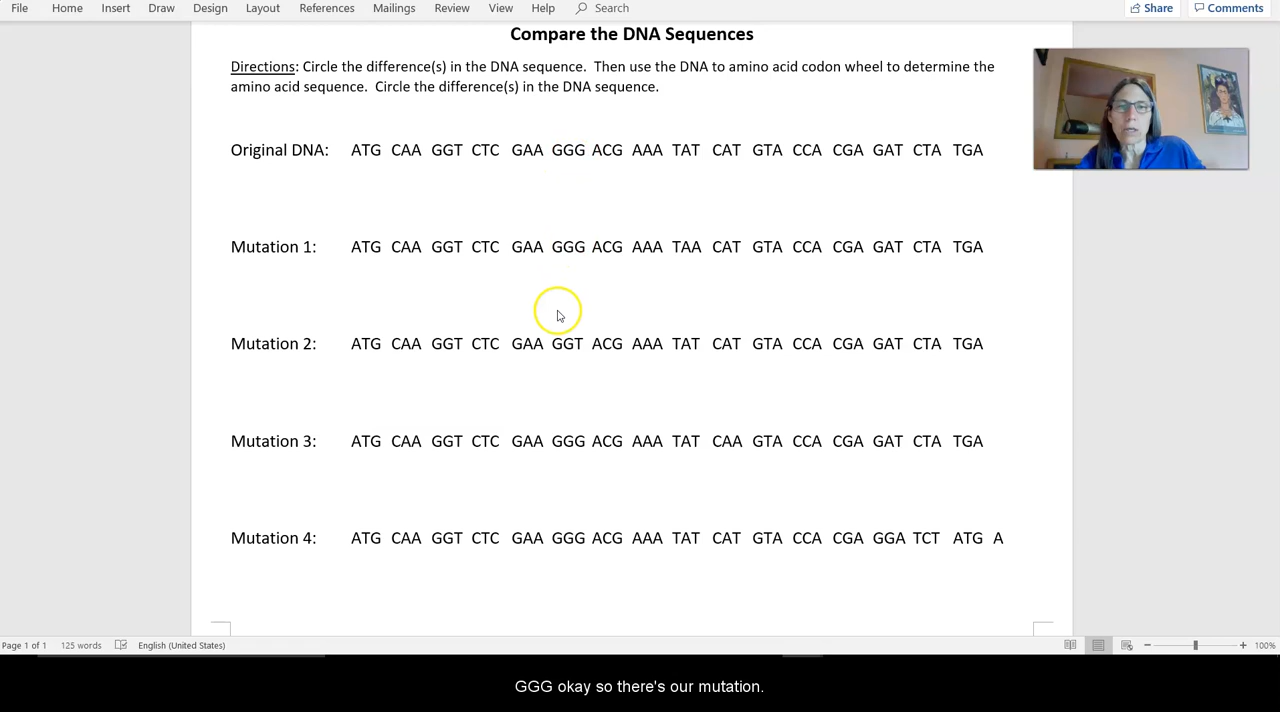 File Home Insert Draw Design Layout References Mailings Review View Help Search Share Comments
Compare the DNA Sequences
Directions: Circle the difference(s) in the DNA sequence. Then use the DNA to amino acid codon wheel to determine the
amino acid sequence. Circle the difference(s) in the DNA sequence.
Original DNA: ATG CAA GGT CTC GAA GGG ACG AAA TAT CAT GTA CCA CGA GAT CTA TGA
Mutation 1: ATG CAA GGT CTC GAA GGG ACG AAA TAA CAT GTA CCA CGA GAT CTA TGA
Mutation 2: ATG CAA GGT CTC GAA GGT ACG AAA TAT CAT GTA CCA CGA GAT CTA TGA
Mutation 3: ATG CAA GGT CTC GAA GGG ACG AAA TAT CAA GTA CCA CGA GAT CTA TGA
Mutation 4: ATG CAA GGT CTC GAA GGG ACG AAA TAT CAT GTA CCA CGA GGA TCT ATG A
Page 1 of 1 125 words English (United States) 100%
GGG okay so there's our mutation.